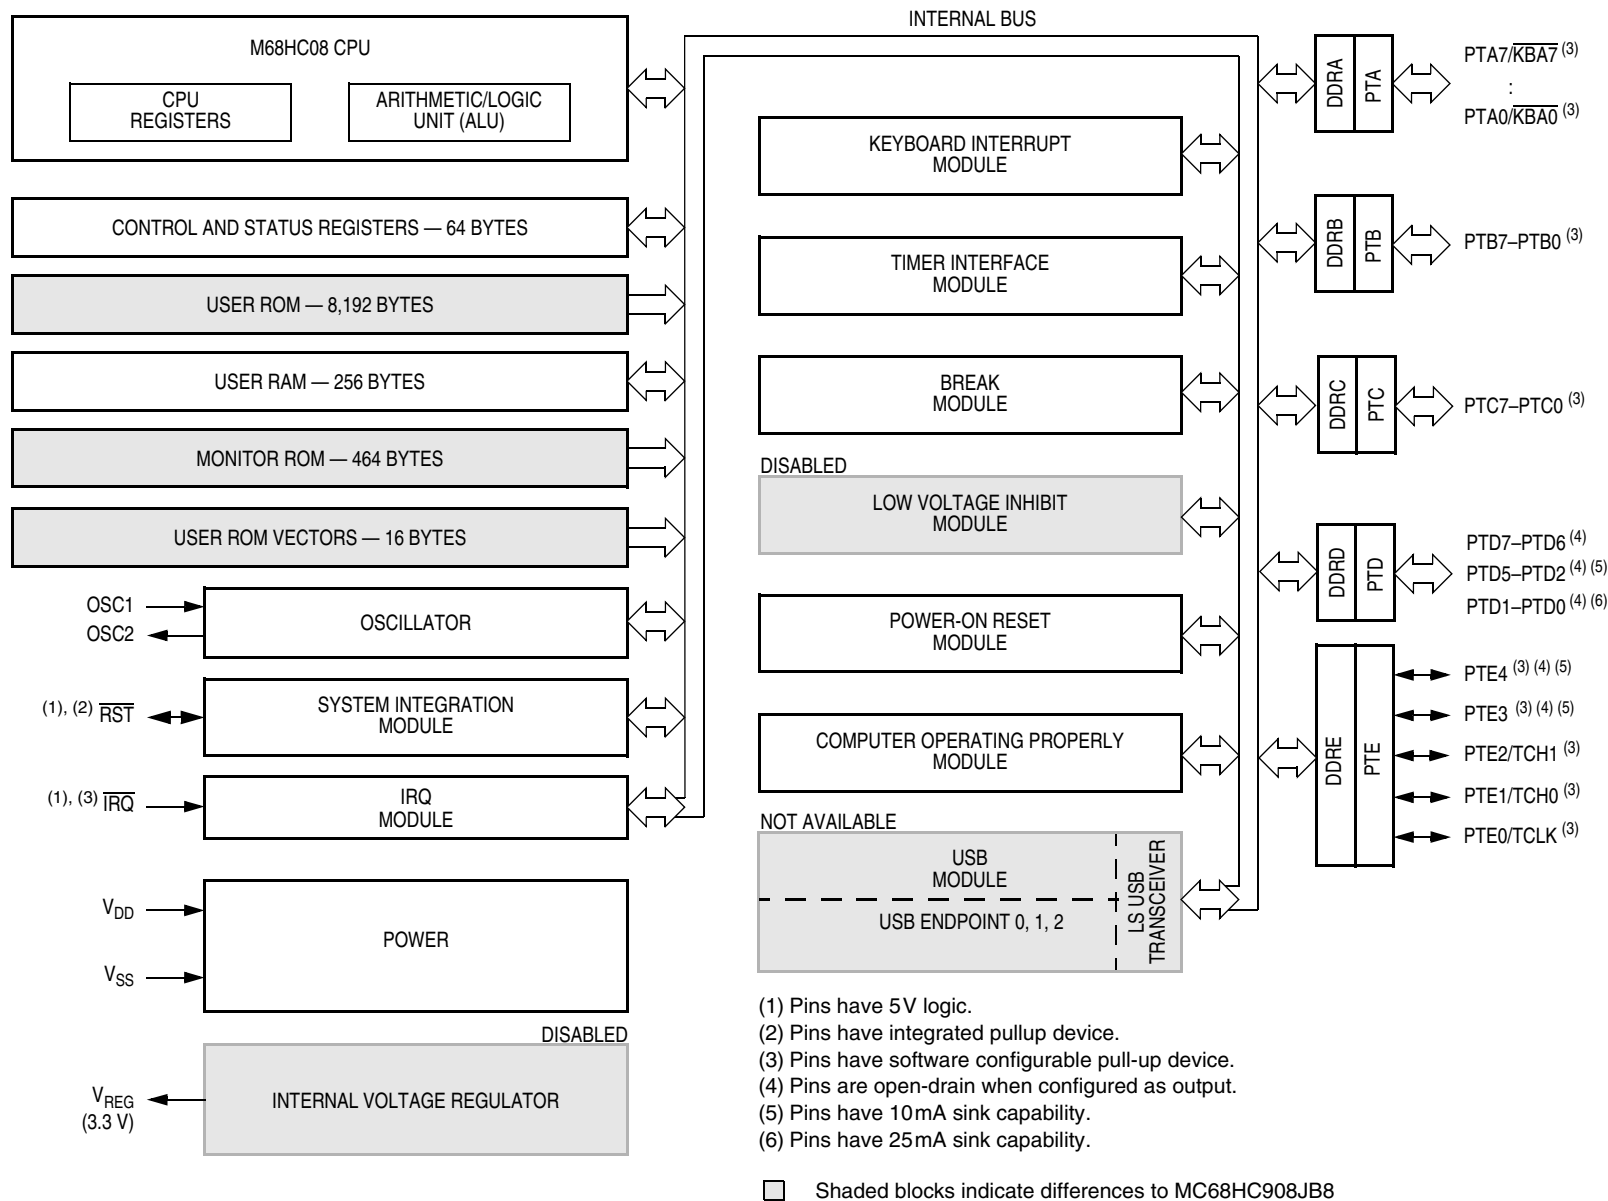 INTERNAL BUS
M68HC08 CPU
CPU
REGISTERS
ARITHMETIC/LOGIC
UNIT (ALU)
CONTROL AND STATUS REGISTERS — 64 BYTES
USER ROM — 8,192 BYTES
USER RAM — 256 BYTES
MONITOR ROM — 464 BYTES
USER ROM VECTORS — 16 BYTES
OSC1
OSC2
OSCILLATOR
(1), (2) RST
SYSTEM INTEGRATION
MODULE
(1), (3) IRQ
IRQ
MODULE
VDD
VSS
POWER
DISABLED
VREG
(3.3 V)
INTERNAL VOLTAGE REGULATOR
KEYBOARD INTERRUPT
MODULE
TIMER INTERFACE
MODULE
BREAK
MODULE
DISABLED
LOW VOLTAGE INHIBIT
MODULE
POWER-ON RESET
MODULE
COMPUTER OPERATING PROPERLY
MODULE
NOT AVAILABLE
USB
MODULE
USB ENDPOINT 0, 1, 2
LS USB
TRANSCEIVER
DDRA
PTA
PTA7/KBA7 (3)
:
PTA0/KBA0 (3)
DDRB
PTB
PTB7–PTB0 (3)
DDRC
PTC
PTC7–PTC0 (3)
DDRD
PTD
PTD7–PTD6 (4)
PTD5–PTD2 (4) (5)
PTD1–PTD0 (4) (6)
DDRE
PTE
PTE4 (3) (4) (5)
PTE3 (3) (4) (5)
PTE2/TCH1 (3)
PTE1/TCH0 (3)
PTE0/TCLK (3)
(1) Pins have 5V logic.
(2) Pins have integrated pullup device.
(3) Pins have software configurable pull-up device.
(4) Pins are open-drain when configured as output.
(5) Pins have 10mA sink capability.
(6) Pins have 25mA sink capability.
Shaded blocks indicate differences to MC68HC908JB8